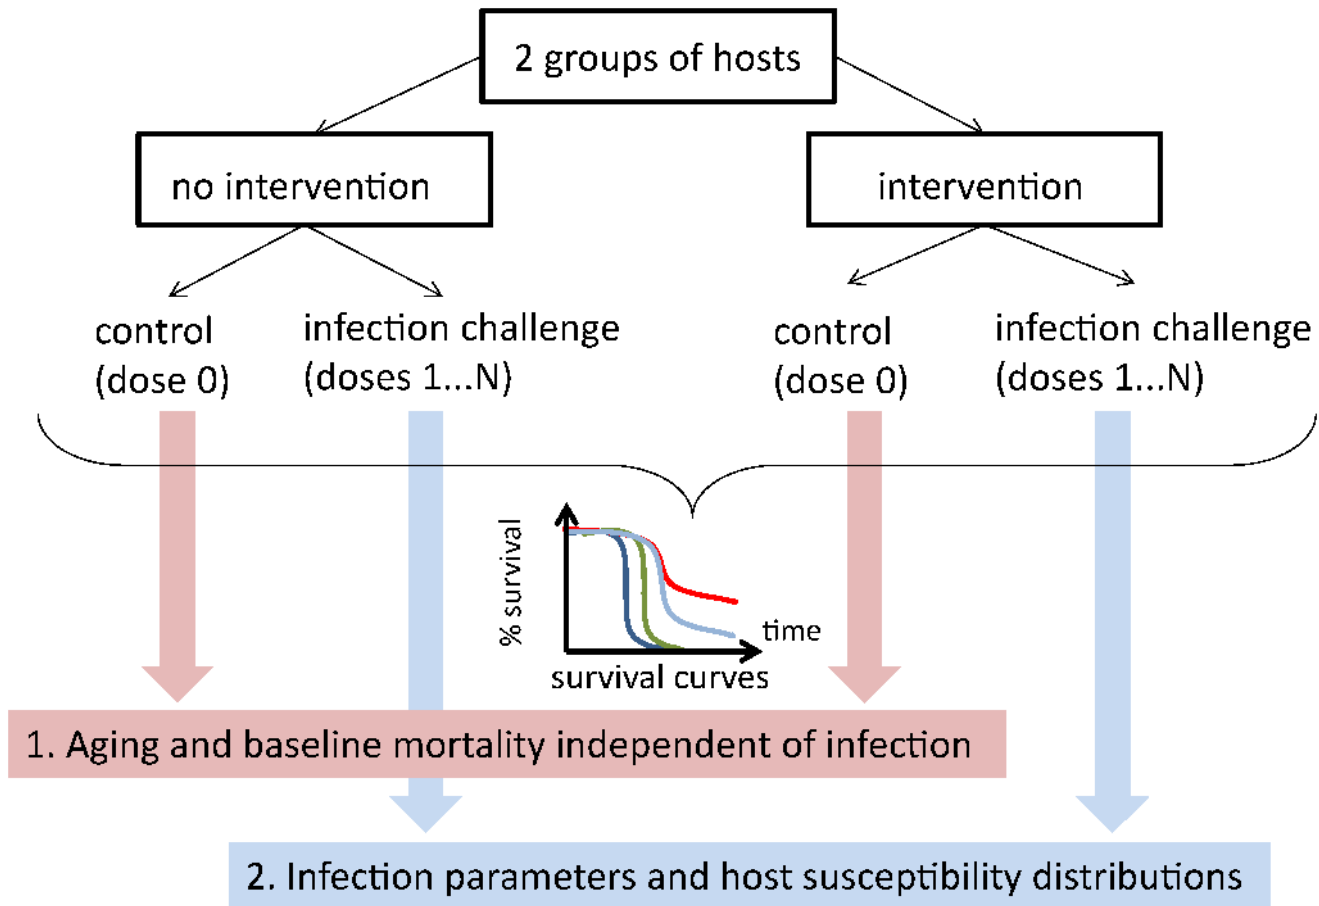 2 groups of hosts
no intervention
intervention
control
(dose 0)
infection challenge
(doses 1...N)
control
(dose 0)
infection challenge
(doses 1...N)
% survival
time
survival curves
1. Aging and baseline mortality independent of infection
2. Infection parameters and host susceptibility distributions